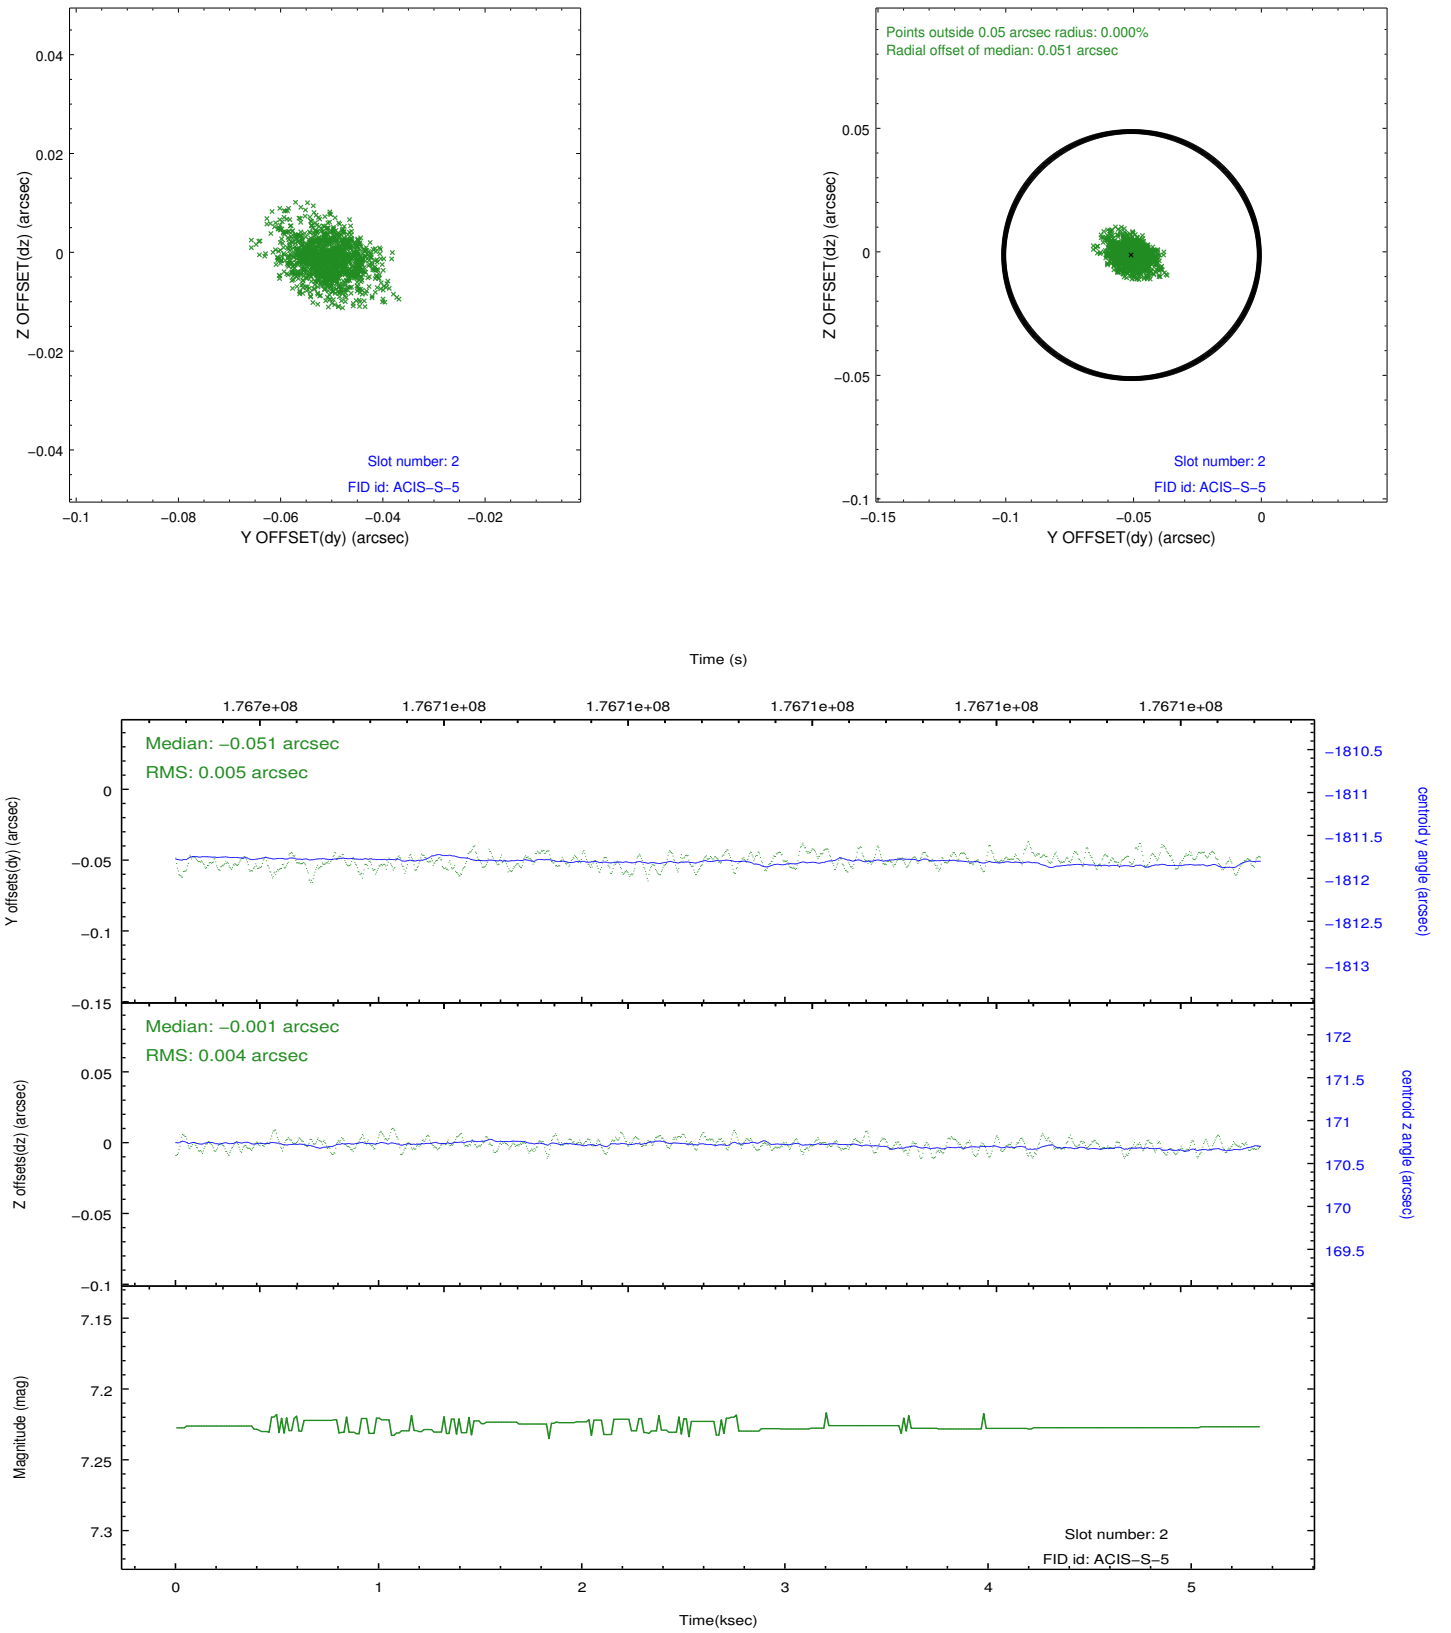 0.04
0.02
0
−0.02
−0.04
Z OFFSET(dz) (arcsec)
Slot number: 2
FID id: ACIS−S−5
−0.1
−0.08
−0.06
−0.04
−0.02
Y OFFSET(dy) (arcsec)
Points outside 0.05 arcsec radius: 0.000%
Radial offset of median: 0.051 arcsec
0.05
0
−0.05
−0.1
Z OFFSET(dz) (arcsec)
Slot number: 2
FID id: ACIS−S−5
−0.15
−0.1
−0.05
0
Y OFFSET(dy) (arcsec)
Time (s)
1.767e+08
1.7671e+08
1.7671e+08
1.7671e+08
1.7671e+08
1.7671e+08
Median: −0.051 arcsec
RMS: 0.005 arcsec
0
−0.05
−0.1
−0.15
Y offsets(dy) (arcsec)
−1810.5
−1811
−1811.5
−1812
−1812.5
−1813
centroid y angle (arcsec)
Median: −0.001 arcsec
RMS: 0.004 arcsec
0.05
0
−0.05
−0.1
Z offsets(dz) (arcsec)
172
171.5
171
170.5
170
169.5
centroid z angle (arcsec)
7.15
7.2
7.25
7.3
Magnitude (mag)
Slot number: 2
FID id: ACIS−S−5
0
1
2
3
4
5
Time(ksec)